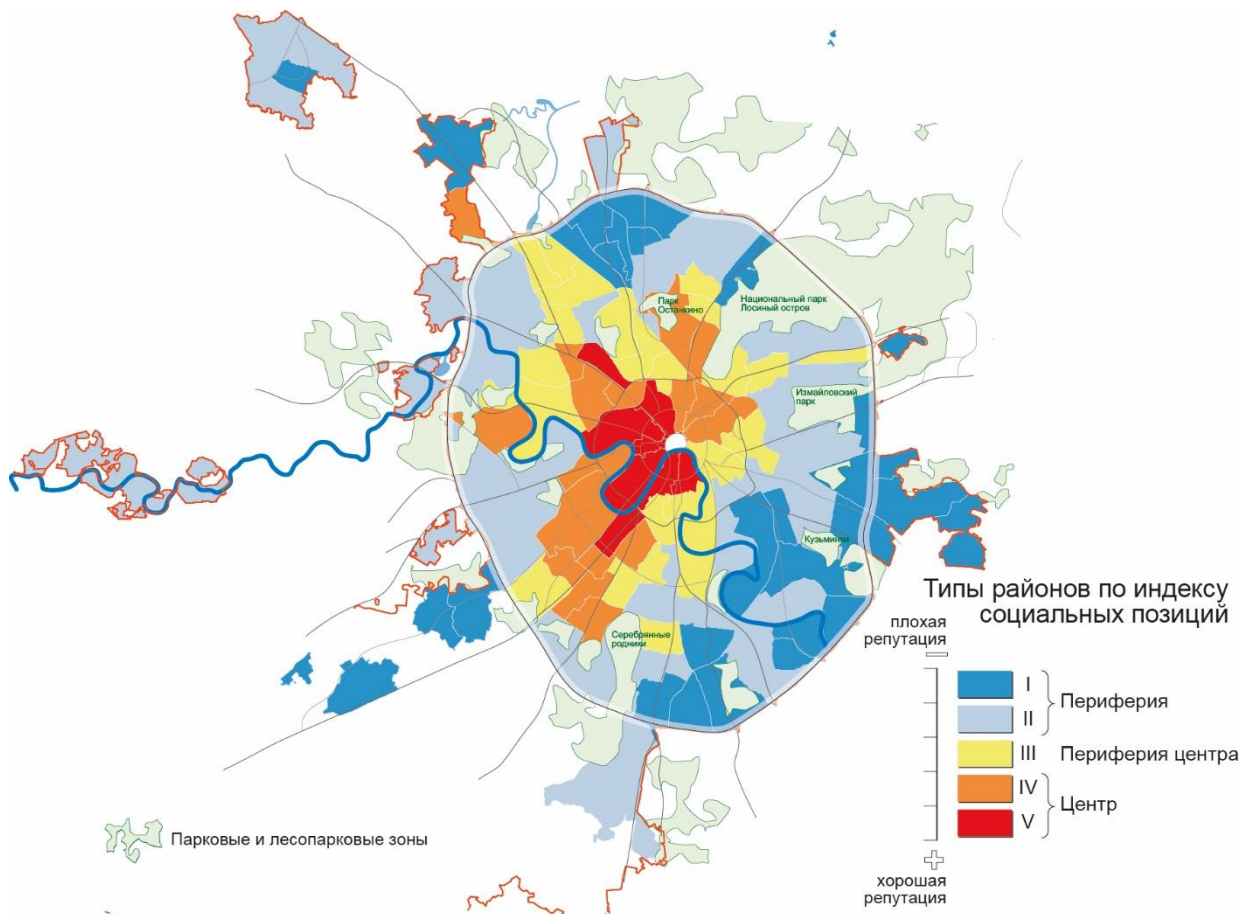 Парк
Останкино
Национальный парк
Лосиный остров
Измайловский
парк
Кузьминки
Серебрянные
родники
Типы районов по индексу
социальных позиций
плохая
репутация
I
II
Периферия
III Периферия центра
IV
V
Центр
хорошая
репутация
Парковые и лесопарковые зоны